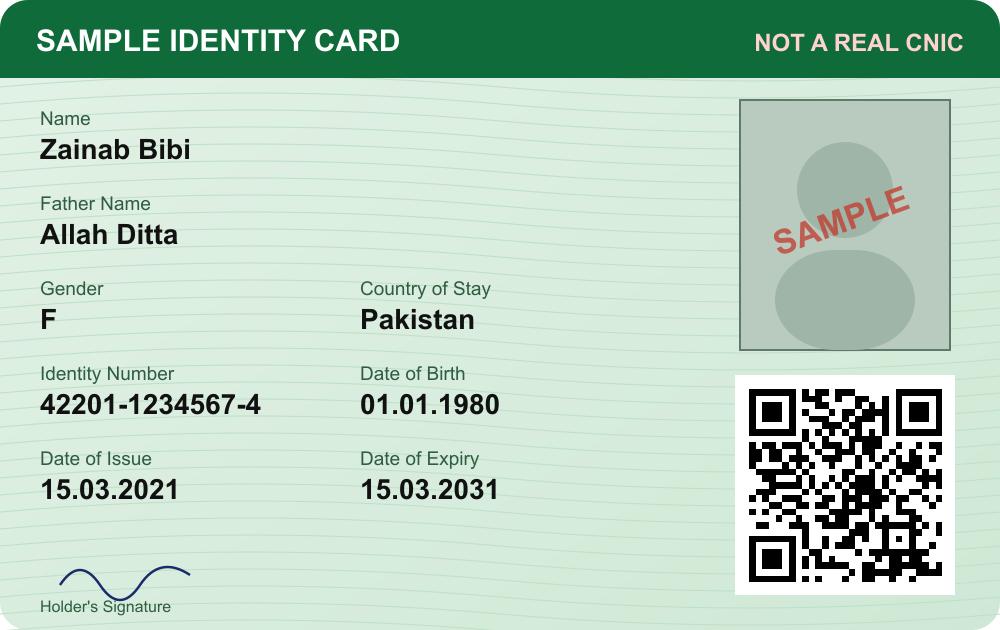 SAMPLE IDENTITY CARD
NOT A REAL CNIC
Name
Zainab Bibi
Father Name
Allah Ditta
Gender
F
Country of Stay
Pakistan
Identity Number
42201-1234567-4
Date of Birth
01.01.1980
Date of Issue
15.03.2021
Date of Expiry
15.03.2031
Holder's Signature
SAMPLE